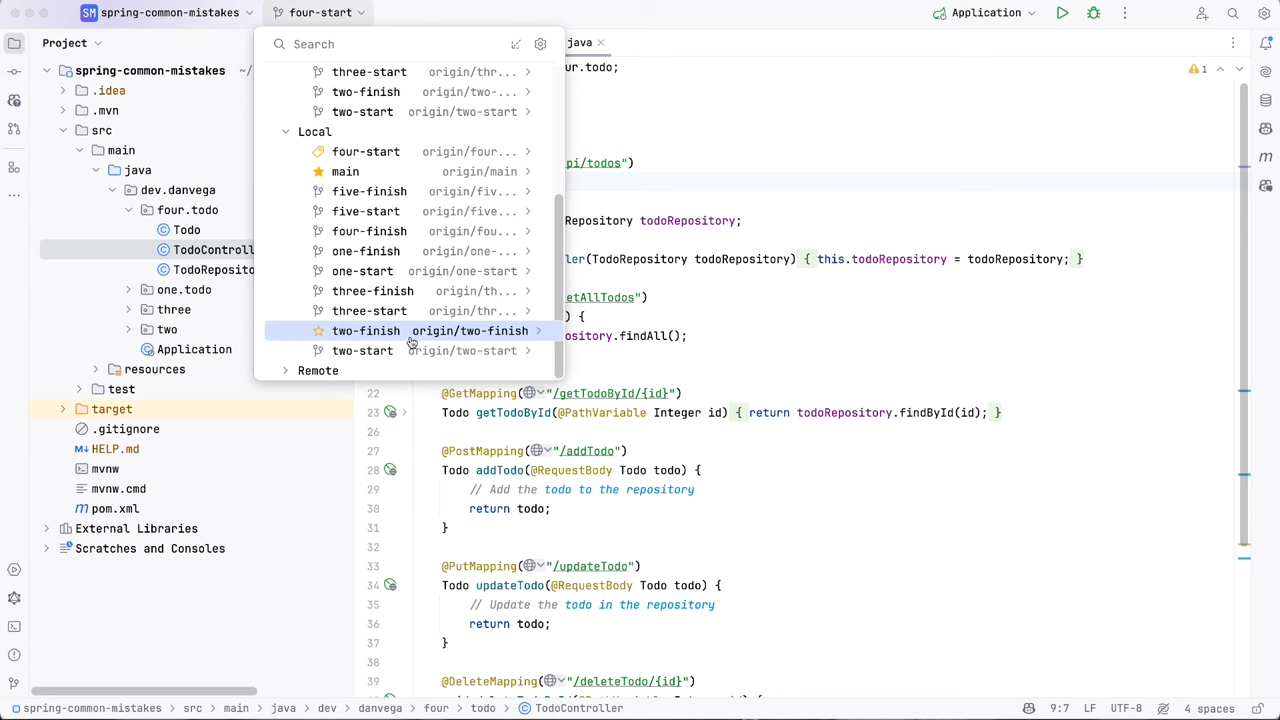 SM spring-common-mistakes
four-start
Application
Project
spring-common-mistakes ~/
.idea
.mvn
src
main
java
dev.danvega
four.todo
Todo
TodoControll
TodoReposito
one.todo
three
two
Application
resources
test
target
.gitignore
M↓ HELP.md
mvnw
mvnw.cmd
m pom.xml
External Libraries
Scratches and Consoles
Search
three-start origin/thr...
two-finish origin/two-...
two-start origin/two-start
Local
four-start origin/four...
main origin/main
five-finish origin/fiv...
five-start origin/five...
four-finish origin/fou...
one-finish origin/one-...
one-start origin/one-start
three-finish origin/th...
three-start origin/thr...
two-finish origin/two-finish
two-start origin/two-start
Remote
java
ur.todo;
1
pi/todos")
Repository todoRepository;
ler(TodoRepository todoRepository) { this.todoRepository = todoRepository; }
etAllTodos")
) {
ository.findAll();
22 @GetMapping("/getTodoById/{id}")
23 Todo getTodoById(@PathVariable Integer id) { return todoRepository.findById(id); }
26
27 @PostMapping("/addTodo")
28 Todo addTodo(@RequestBody Todo todo) {
29 // Add the todo to the repository
30 return todo;
31 }
32
33 @PutMapping("/updateTodo")
34 Todo updateTodo(@RequestBody Todo todo) {
35 // Update the todo in the repository
36 return todo;
37 }
38
39 @DeleteMapping("/deleteTodo/{id}")
spring-common-mistakes > src > main > java > dev > danvega > four > todo > TodoController
9:7 LF UTF-8 4 spaces